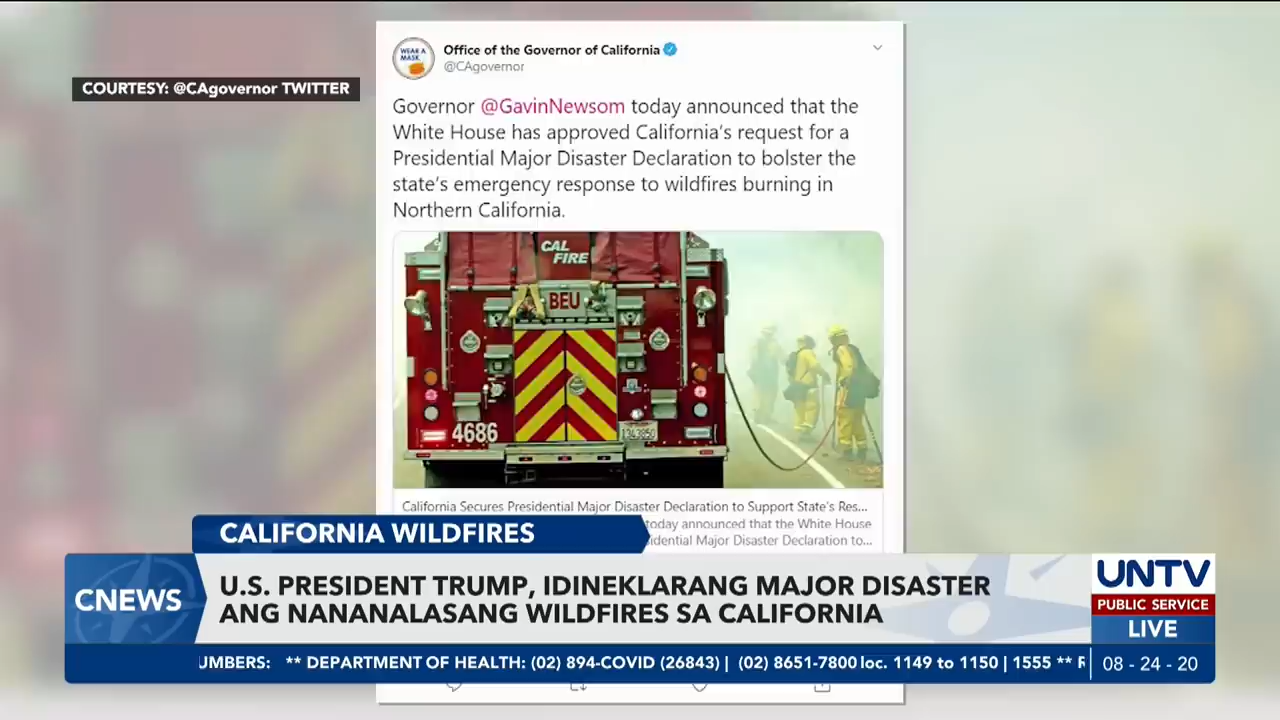 WEAR A
MASK
Office of the Governor of California
@CAgovernor
COURTESY: @CAgovernor TWITTER
Governor @GavinNewsom today announced that the
White House has approved California's request for a
Presidential Major Disaster Declaration to bolster the
state's emergency response to wildfires burning in
Northern California.
CAL
FIRE
BEU
4686
California Secures Presidential Major Disaster Declaration to Support State's Res...
today announced that the White House
sidential Major Disaster Declaration to...
CALIFORNIA WILDFIRES
CNEWS
U.S. PRESIDENT TRUMP, IDINEKLARANG MAJOR DISASTER
ANG NANANALASANG WILDFIRES SA CALIFORNIA
UNTV
PUBLIC SERVICE
LIVE
UMBERS: ** DEPARTMENT OF HEALTH: (02) 894-COVID (26843) | (02) 8651-7800 loc. 1149 to 1150 | 1555 ** R
08 - 24 - 20